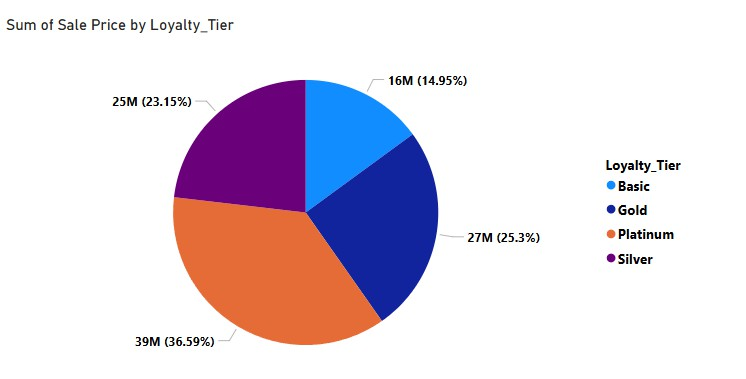 Sum of Sale Price by Loyalty_Tier
16M (14.95%)
25M (23.15%)
27M (25.3%)
39M (36.59%)
Loyalty_Tier
Basic
Gold
Platinum
Silver